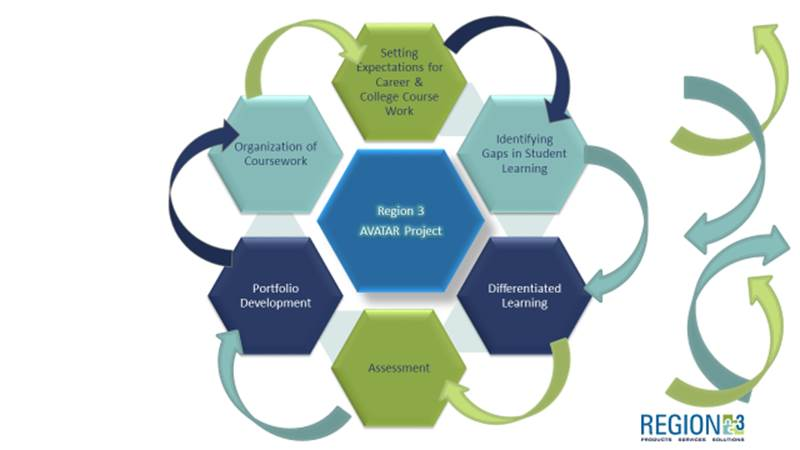 Setting
Expectations for
Career &
College Course
Work
Identifying
Gaps in Student
Learning
Differentiated
Learning
Assessment
Portfolio
Development
Organization of
Coursework
Region 3
AVATAR Project
REGION 3
PRODUCTS SERVICES SOLUTIONS